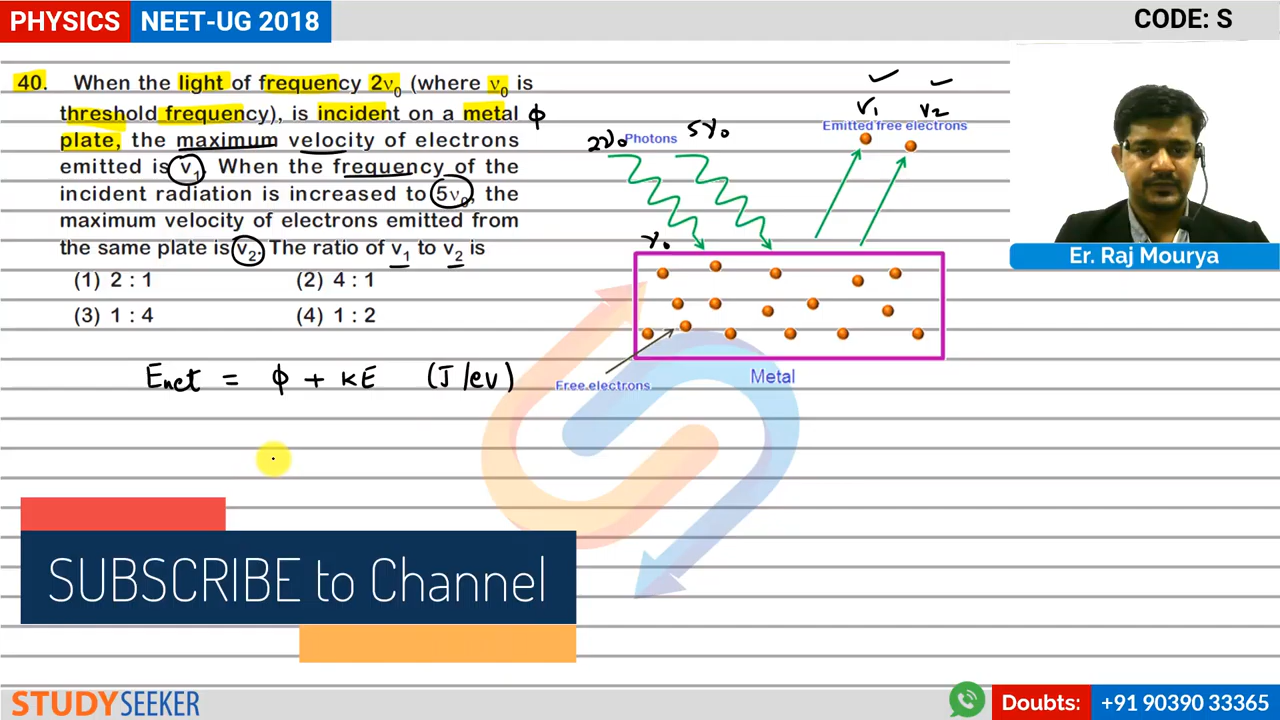 PHYSICS NEET-UG 2018
CODE: S
40. When the light of frequency 2ν₀ (where ν₀ is
threshold frequency), is incident on a metal ϕ
plate, the maximum velocity of electrons
emitted is v₁. When the frequency of the
incident radiation is increased to 5ν₀, the
maximum velocity of electrons emitted from
the same plate is v₂. The ratio of v₁ to v₂ is
(1) 2 : 1 (2) 4 : 1
(3) 1 : 4 (4) 1 : 2
v₁ v₂
Emitted free electrons
2ν₀ Photons 5ν₀
ν₀
Free electrons
Metal
Er. Raj Mourya
Enet = ϕ + KE (J/eV)
SUBSCRIBE to Channel
STUDYSEEKER
Doubts: +91 90390 33365